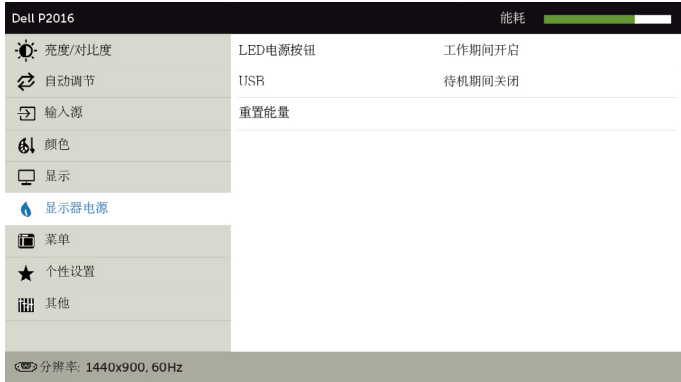 Dell P2016 能耗
亮度/对比度 LED电源按钮 工作期间开启
自动调节 USB 待机期间关闭
输入源 重置能量
颜色
显示
显示器电源
菜单
个性设置
其他
分辨率: 1440x900, 60Hz